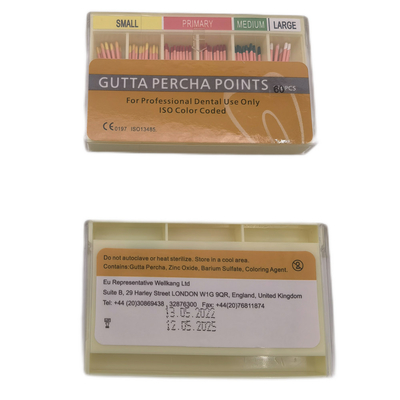 SMALL PRIMARY MEDIUM LARGE
GUTTA PERCHA POINTS 60 PCS
For Professional Dental Use Only
ISO Color Coded
CE 0197 ISO13485
Do not autoclave or heat sterilize. Store in a cool area.
Contains:Gutta Percha, Zinc Oxide, Barium Sulfate, Coloring Agent.
Eu Representative Wellkang Ltd
Suite B, 29 Harley Street LONDON W1G 9QR, England, United Kingdom
Tel: +44 (20)30869438 , 32876300 Fax: +44(20)76811874
13.05.2022
12.05.2025